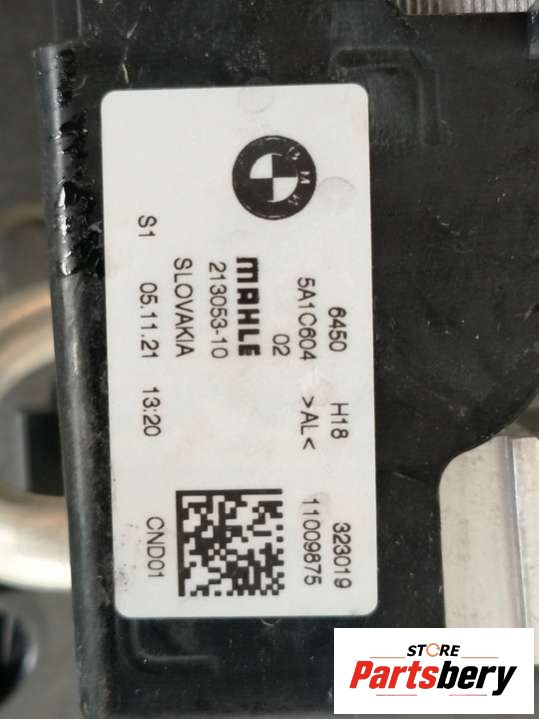 BMW
6450 H18 323019
5A1C604 >AL< 11009875
02
MAHLE
213053-10
SLOVAKIA
S1 05.11.21 13:20 CND01
STORE
Partsbery